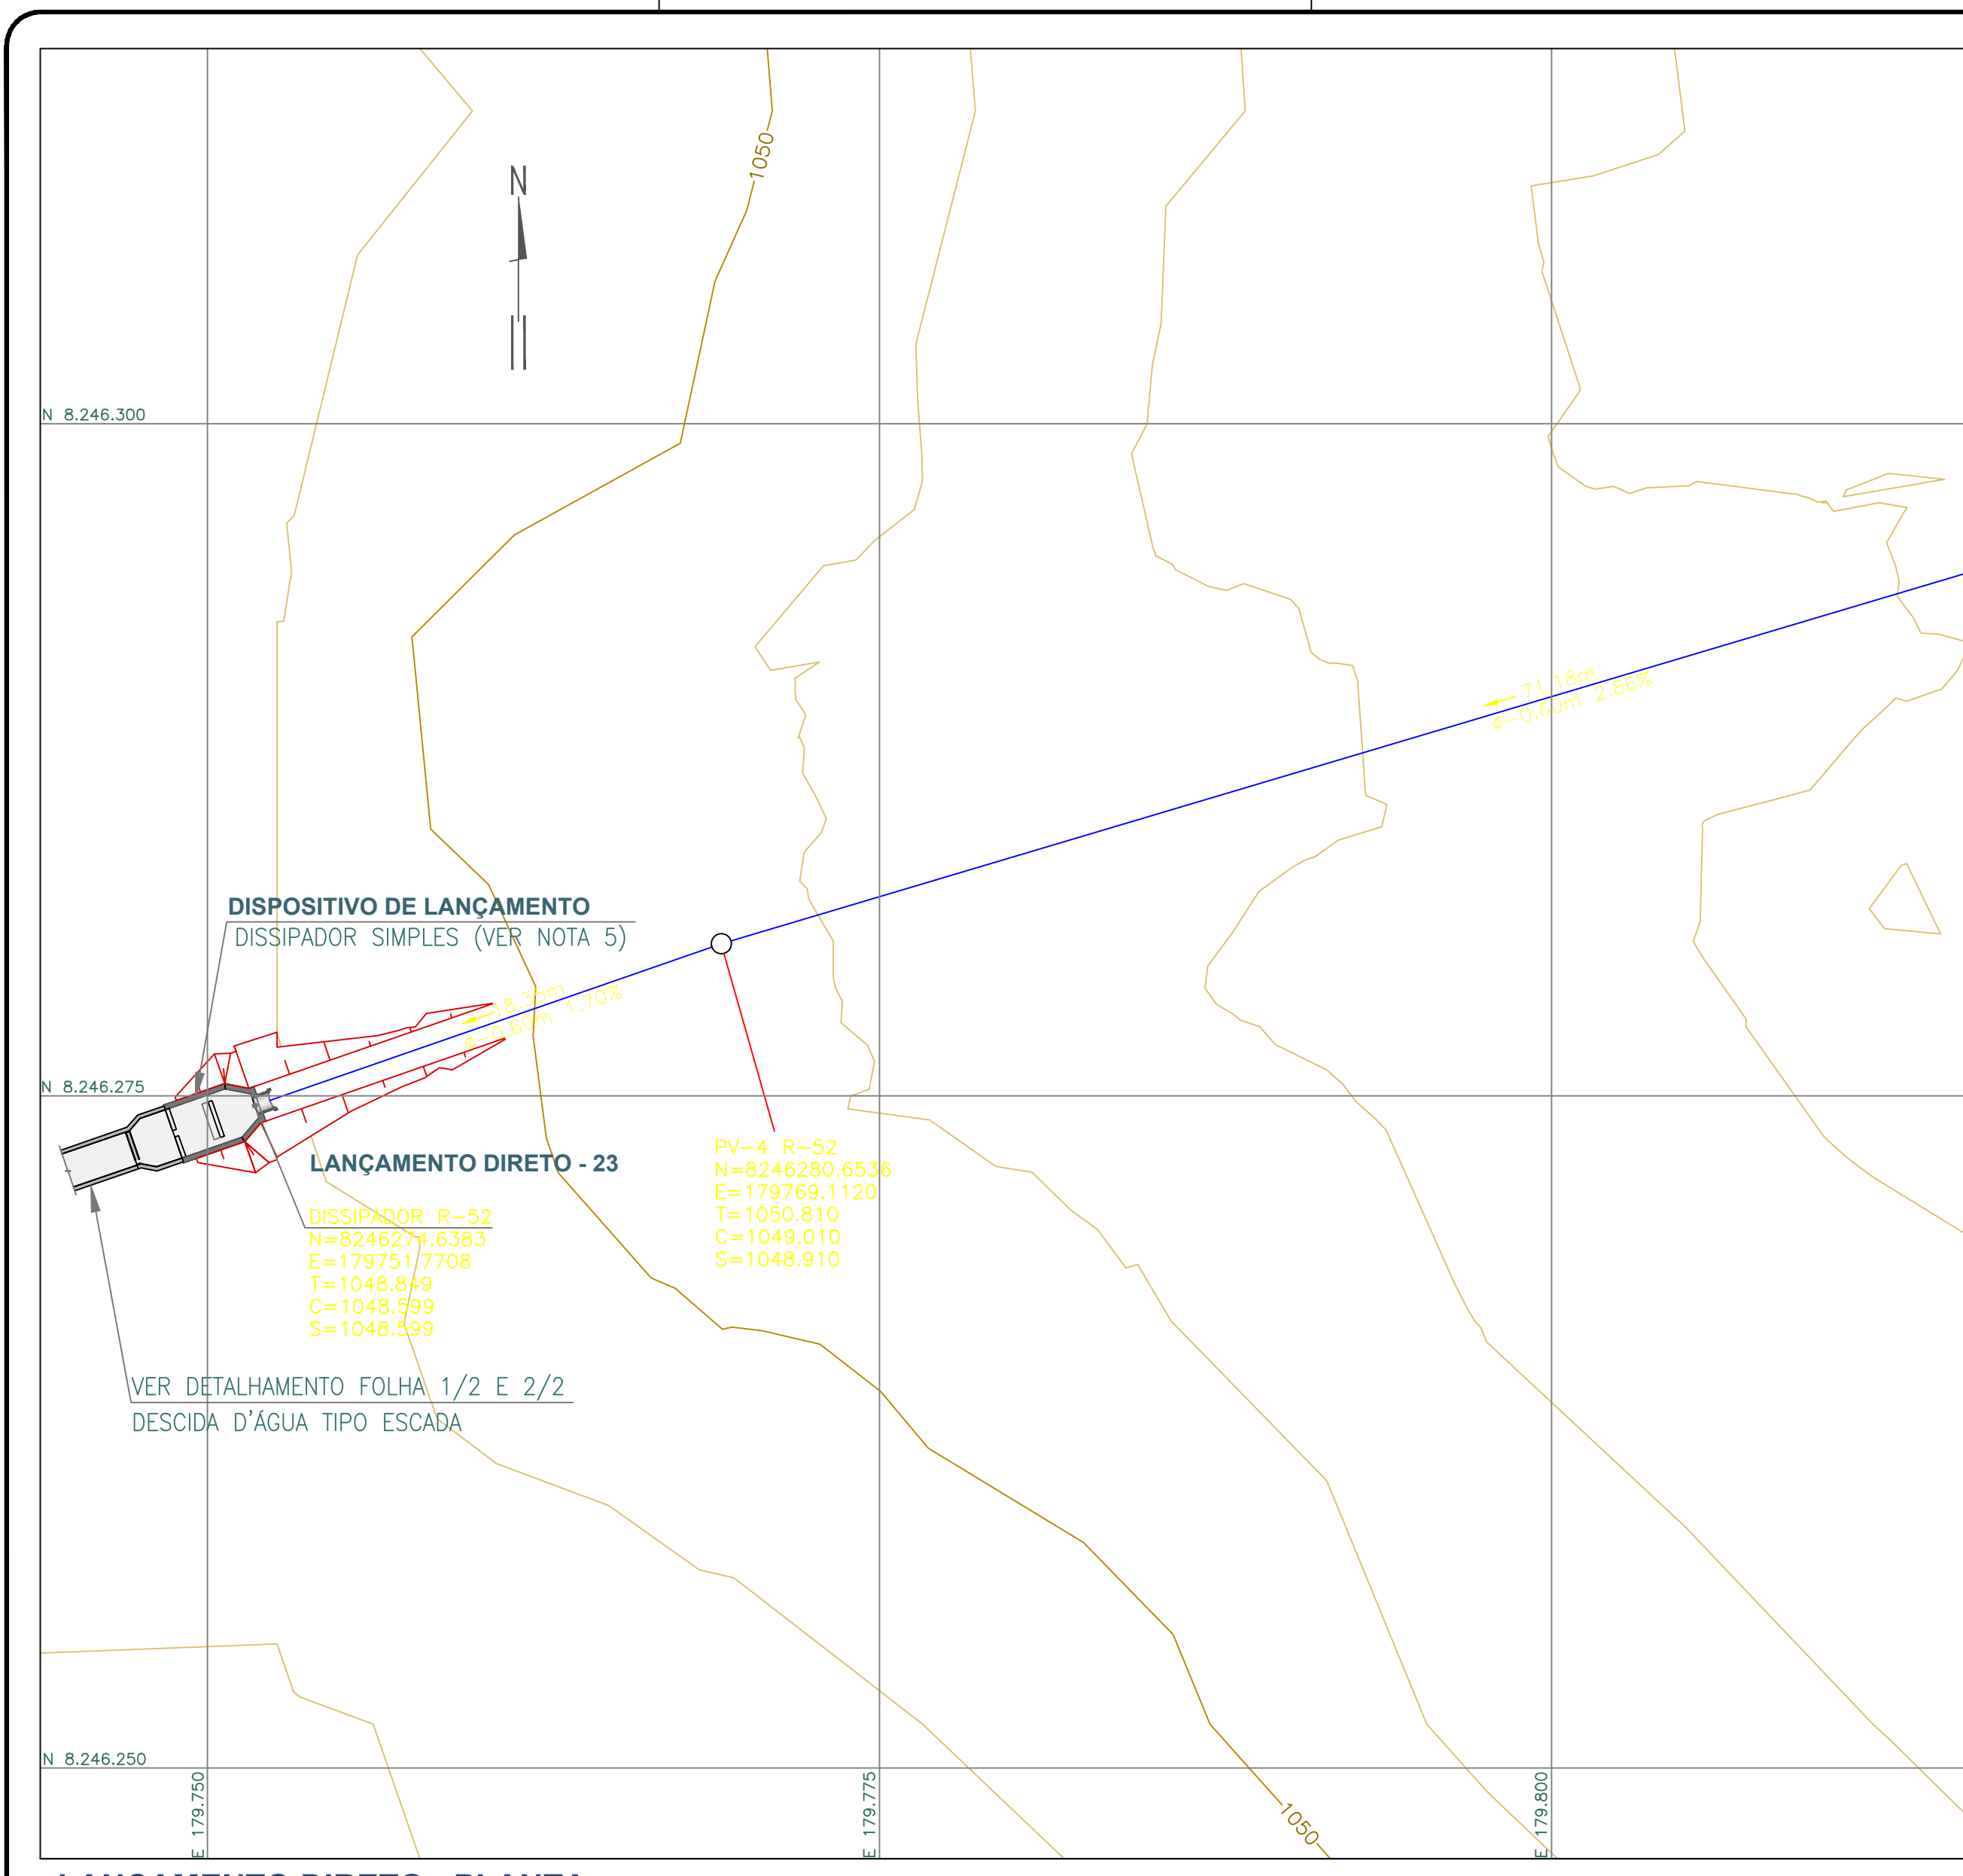 1050
N
N 8.246.300
71.18m
ø-0.60m 2.86%
DISPOSITIVO DE LANÇAMENTO
DISSIPADOR SIMPLES (VER NOTA 5)
18.35m
ø-0.60m 1.70%
N 8.246.275
LANÇAMENTO DIRETO - 23
PV-4 R-52
N=8246280.6536
E=179769.1120
T=1050.810
C=1049.010
S=1048.910
DISSIPADOR R-52
N=8246274.6383
E=179751.7708
T=1048.849
C=1048.599
S=1048.599
VER DETALHAMENTO FOLHA 1/2 E 2/2
DESCIDA D'ÁGUA TIPO ESCADA
N 8.246.250
E 179.750
E 179.775
E 179.800
1050
LANÇAMENTO DIRETO - PLANTA